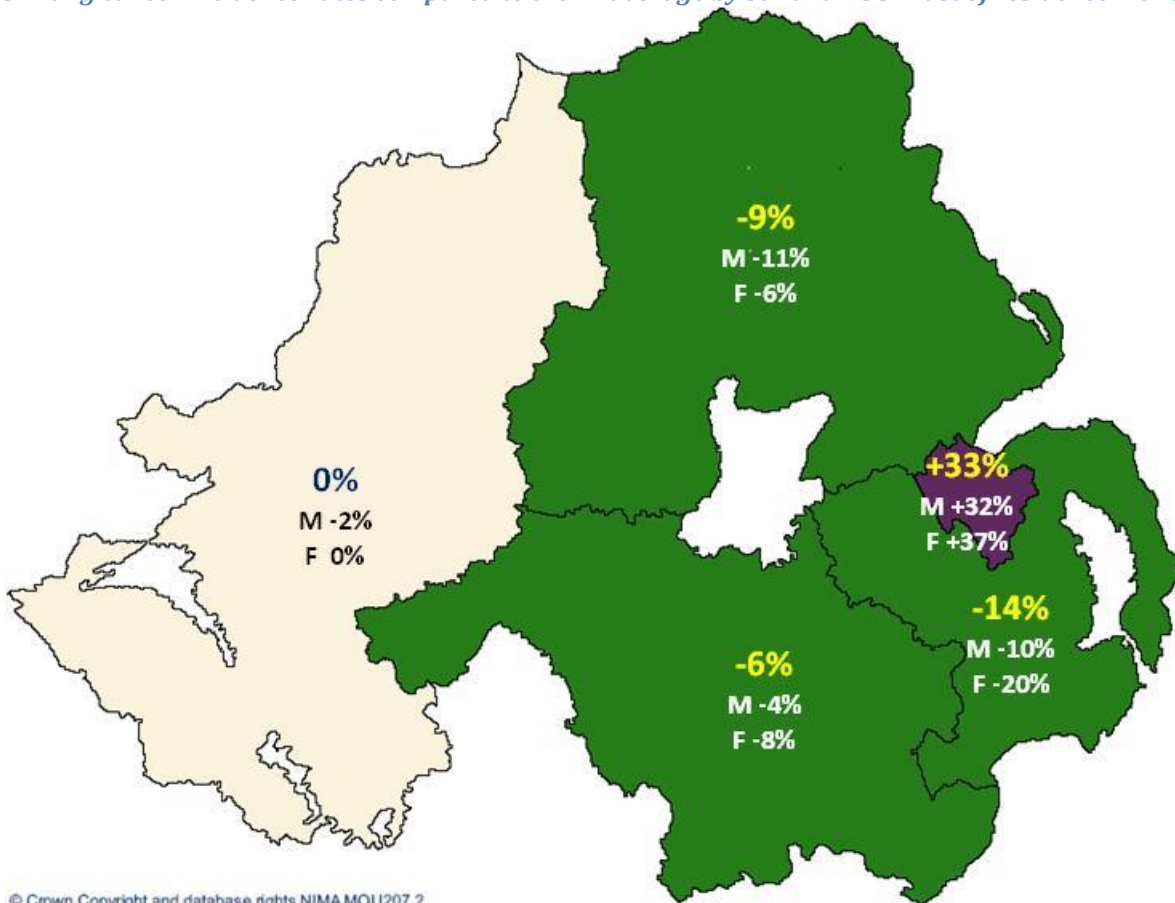 -9%
M -11%
F -6%
+33%
M +32%
F +37%
0%
M -2%
F 0%
-14%
M -10%
F -20%
-6%
M -4%
F -8%
© Crown Copyright and database rights NIMA MOU207.2